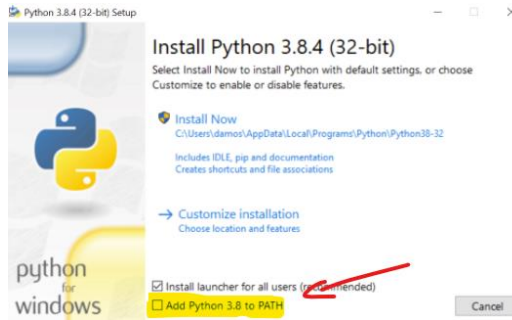 Python 3.8.4 (32-bit) Setup
Install Python 3.8.4 (32-bit)
Select Install Now to install Python with default settings, or choose
Customize to enable or disable features.
Install Now
C:\Users\damos\AppData\Local\Programs\Python\Python38-32
Includes IDLE, pip and documentation
Creates shortcuts and file associations
Customize installation
Choose location and features
Install launcher for all users (recommended)
Add Python 3.8 to PATH
Cancel
python
for
windows